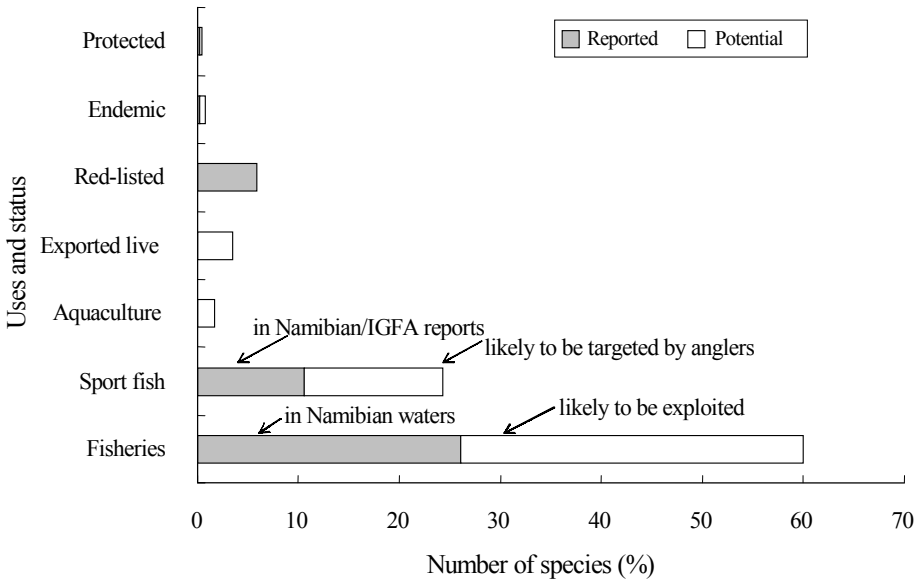 Reported Potential
Protected
Endemic
Red-listed
Exported live
Aquaculture
in Namibian/IGFA reports
likely to be targeted by anglers
Sport fish
likely to be exploited
in Namibian waters
Fisheries
Uses and status
0 10 20 30 40 50 60 70
Number of species (%)